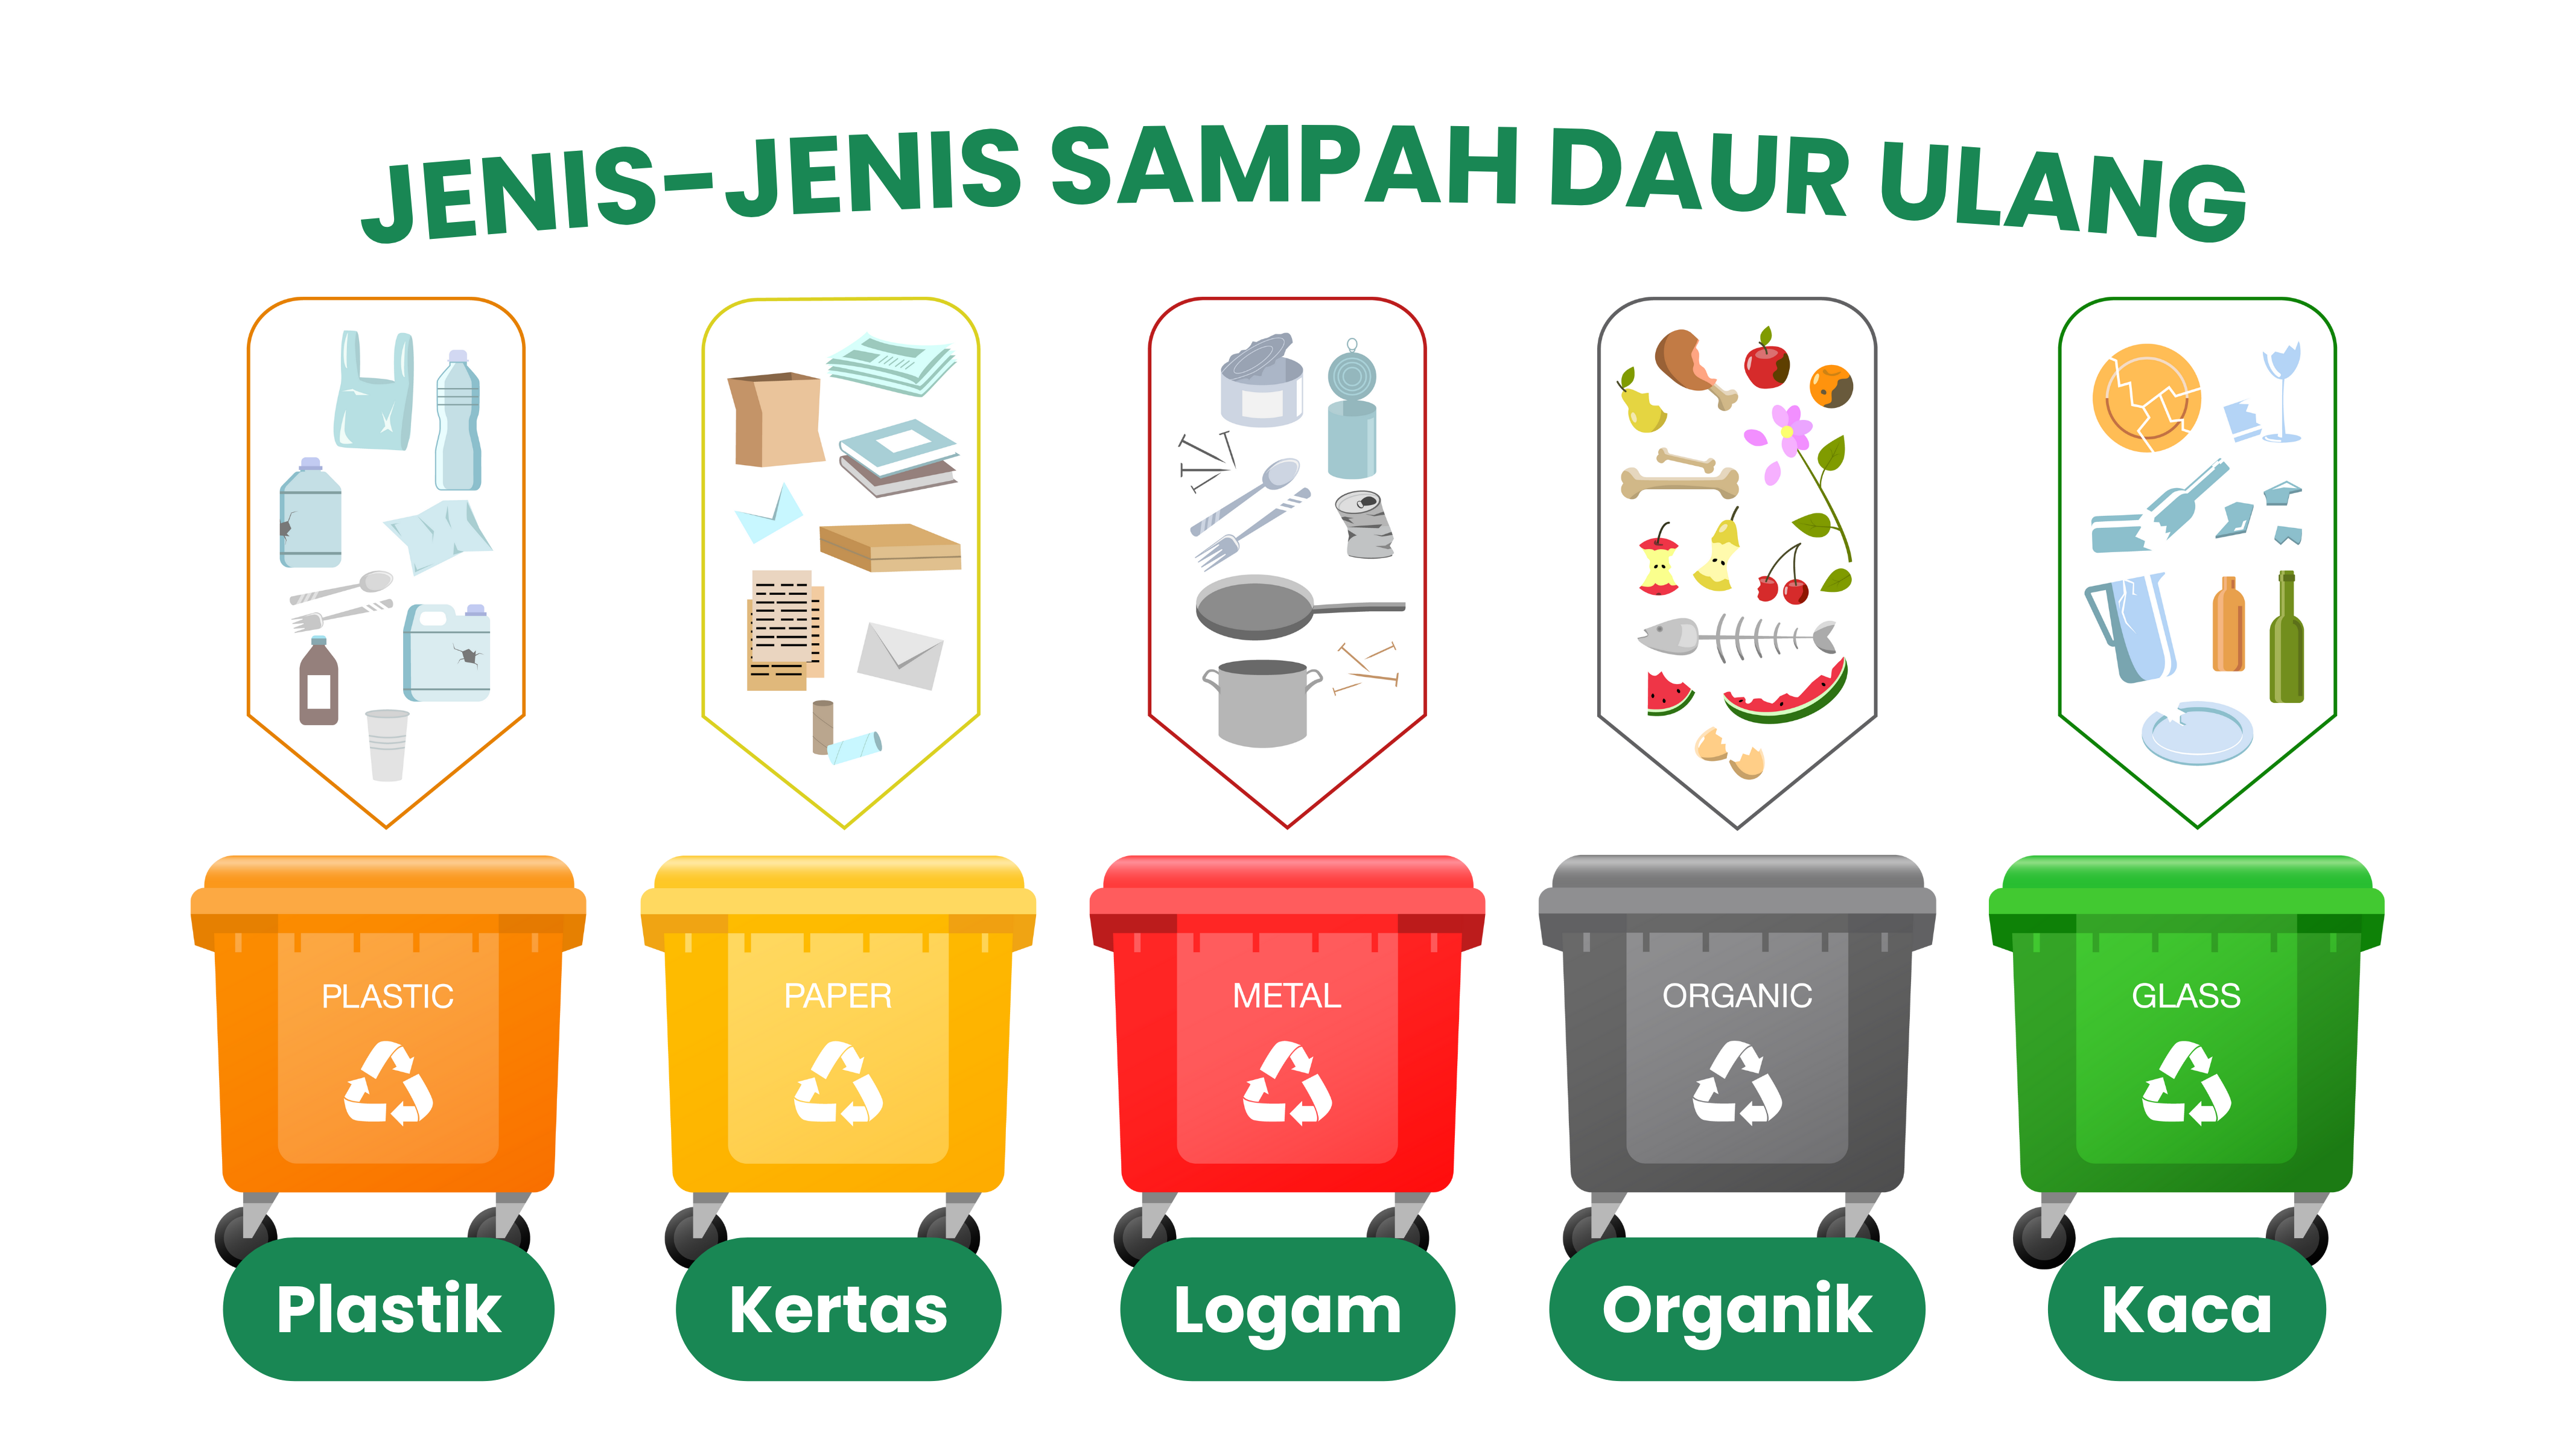 JENIS-JENIS SAMPAH DAUR ULANG
PLASTIC
PAPER
METAL
ORGANIC
GLASS
Plastik
Kertas
Logam
Organik
Kaca